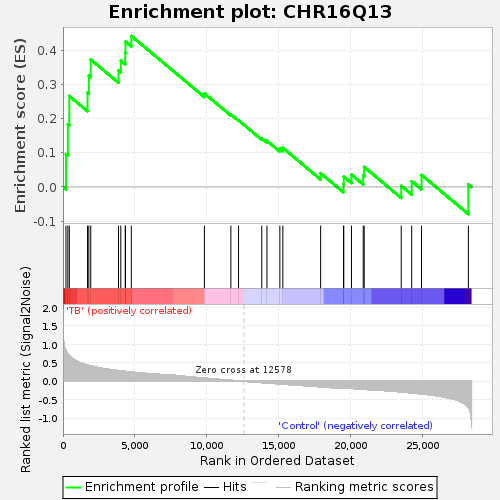 Enrichment plot: CHR16Q13
Enrichment score (ES)
0.4
0.3
0.2
0.1
0.0
-0.1
'TB' (positively correlated)
Ranked list metric (Signal2Noise)
2.0
1.5
1.0
0.5
0.0
-0.5
-1.0
Zero cross at 12578
'Control' (negatively correlated)
0
5,000
10,000
15,000
20,000
25,000
Rank in Ordered Dataset
Enrichment profile
Hits
Ranking metric scores